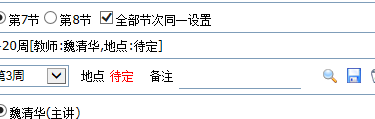 第7节 第8节 全部节次同一设置
-20周[教师:魏清华,地点:待定]
第3周 地点 待定 备注
魏清华(主讲)